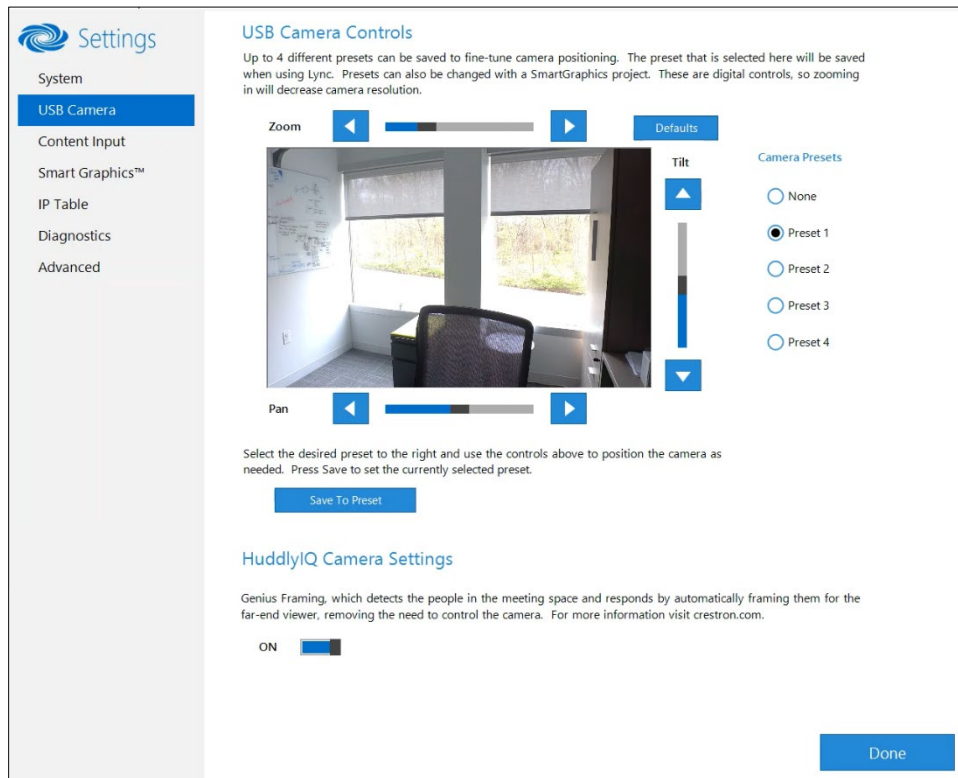 Settings
System
USB Camera
Content Input
Smart Graphics™
IP Table
Diagnostics
Advanced
USB Camera Controls
Up to 4 different presets can be saved to fine-tune camera positioning. The preset that is selected here will be saved
when using Lync. Presets can also be changed with a SmartGraphics project. These are digital controls, so zooming
in will decrease camera resolution.
Zoom
Defaults
Tilt
Camera Presets
None
Preset 1
Preset 2
Preset 3
Preset 4
Pan
Select the desired preset to the right and use the controls above to position the camera as
needed. Press Save to set the currently selected preset.
Save To Preset
HuddlyIQ Camera Settings
Genius Framing, which detects the people in the meeting space and responds by automatically framing them for the
far-end viewer, removing the need to control the camera. For more information visit crestron.com.
ON
Done